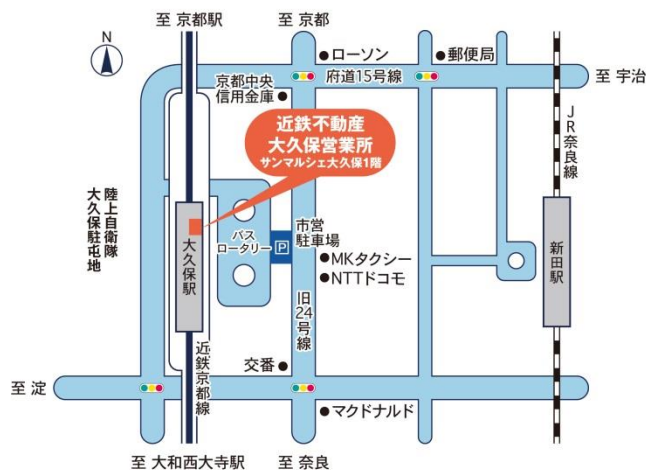 至 京都駅
至 京都
N
ローソン
郵便局
府道15号線
至 宇治
京都中央
信用金庫
近鉄不動産
大久保営業所
サンマルシェ大久保1階
JR奈良線
陸上自衛隊
大久保駐屯地
大久保駅
バス
ロータリー
P
市営
駐車場
MKタクシー
NTTドコモ
新田駅
旧24号線
近鉄京都線
交番
至 淀
マクドナルド
至 大和西大寺駅
至 奈良